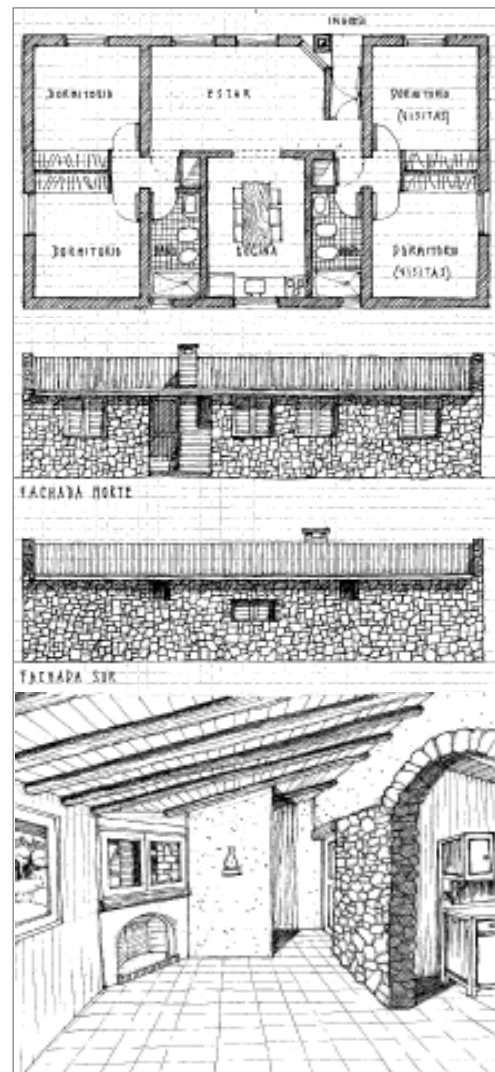 INGRESO
DORMITORIO
ESTAR
DORMITORIO
(VISITAS)
DORMITORIO
COCINA
DORMITORIO
(VISITAS)
FACHADA NORTE
FACHADA SUR